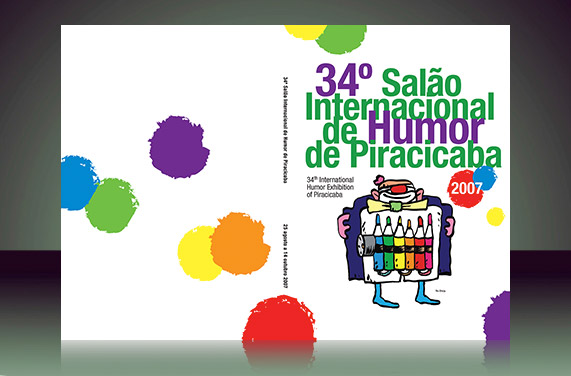 34º Salão
Internacional
de Humor
de Piracicaba
34th International
Humor Exhibition
of Piracicaba
2007
34º Salão Internacional de Humor de Piracicaba
25 agosto a 14 outubro 2007